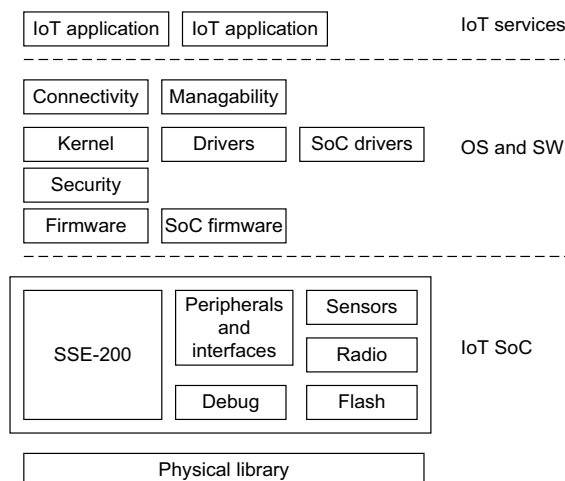 IoT application IoT application IoT services
Connectivity Managability
Kernel Drivers SoC drivers OS and SW
Security
Firmware SoC firmware
Peripherals
and
interfaces
Sensors
SSE-200
Radio
IoT SoC
Debug
Flash
Physical library